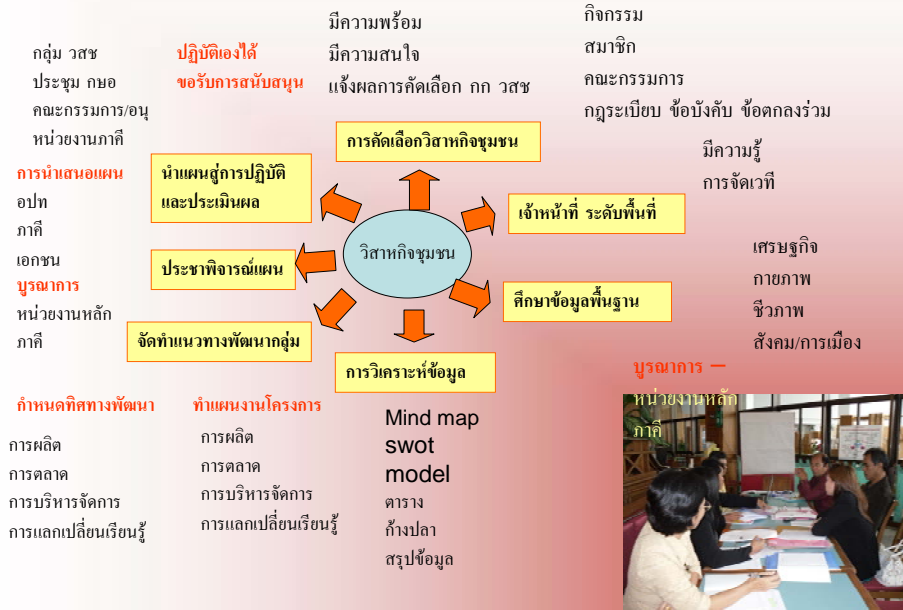 มีความพร้อม
มีความสนใจ
แจ้งผลการคัดเลือก กก วสช
กิจกรรม
สมาชิก
คณะกรรมการ
กฎระเบียบ ข้อบังคับ ข้อตกลงร่วม
กลุ่ม วสช
ประชุม กษอ
คณะกรรมการ/อนุ
หน่วยงานภาคี
ปฏิบัติเองได้
ขอรับการสนับสนุน
การคัดเลือกวิสาหกิจชุมชน
มีความรู้
การจัดเวที
การนำเสนอแผน
อปท
ภาคี
เอกชน
บูรณาการ
หน่วยงานหลัก
ภาคี
นำแผนสู่การปฏิบัติ
และประเมินผล
เจ้าหน้าที่ ระดับพื้นที่
วิสาหกิจชุมชน
ประชาพิจารณ์แผน
ศึกษาข้อมูลพื้นฐาน
เศรษฐกิจ
กายภาพ
ชีวภาพ
สังคม/การเมือง
จัดทำแนวทางพัฒนากลุ่ม
การวิเคราะห์ข้อมูล
บูรณาการ –
หน่วยงานหลัก
ภาคี
กำหนดทิศทางพัฒนา
การผลิต
การตลาด
การบริหารจัดการ
การแลกเปลี่ยนเรียนรู้
ทำแผนงานโครงการ
การผลิต
การตลาด
การบริหารจัดการ
การแลกเปลี่ยนเรียนรู้
Mind map
swot
model
ตาราง
ก้างปลา
สรุปข้อมูล